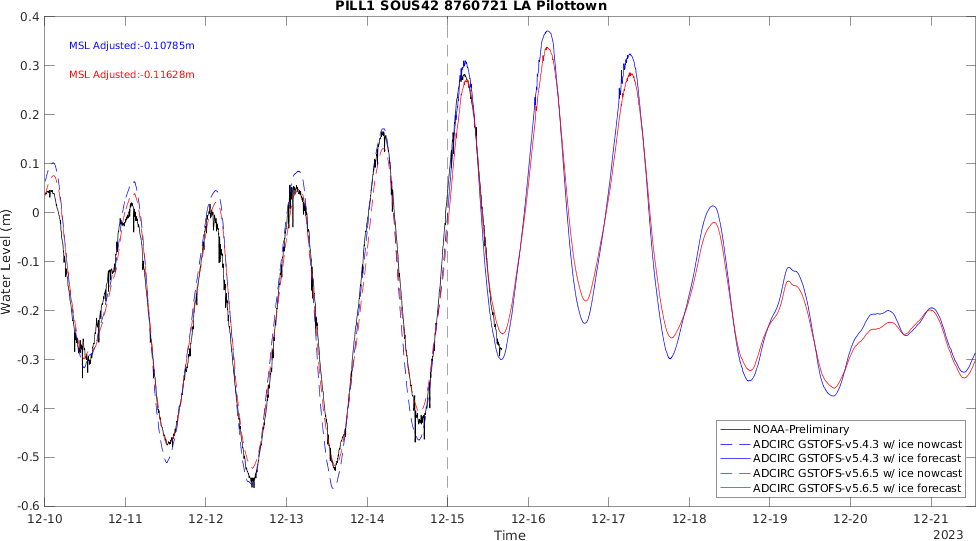 PILL1 SOUS42 8760721 LA Pilottown
MSL Adjusted:-0.10785m
MSL Adjusted:-0.11628m
Water Level (m)
0.4
0.3
0.2
0.1
0
-0.1
-0.2
-0.3
-0.4
-0.5
-0.6
NOAA-Preliminary
ADCIRC GSTOFS-v5.4.3 w/ ice nowcast
ADCIRC GSTOFS-v5.4.3 w/ ice forecast
ADCIRC GSTOFS-v5.6.5 w/ ice nowcast
ADCIRC GSTOFS-v5.6.5 w/ ice forecast
12-10 12-11 12-12 12-13 12-14 12-15 12-16 12-17 12-18 12-19 12-20 12-21
Time
2023